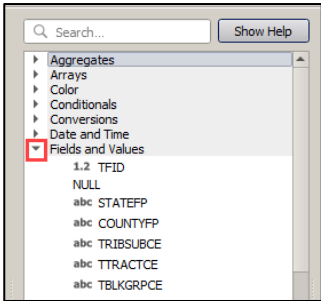 Search... Show Help
Aggregates
Arrays
Color
Conditionals
Conversions
Date and Time
Fields and Values
1.2 TFID
NULL
abc STATEFP
abc COUNTYFP
abc TRIBSUBCE
abc TTRACTCE
abc TBLKGRPCE